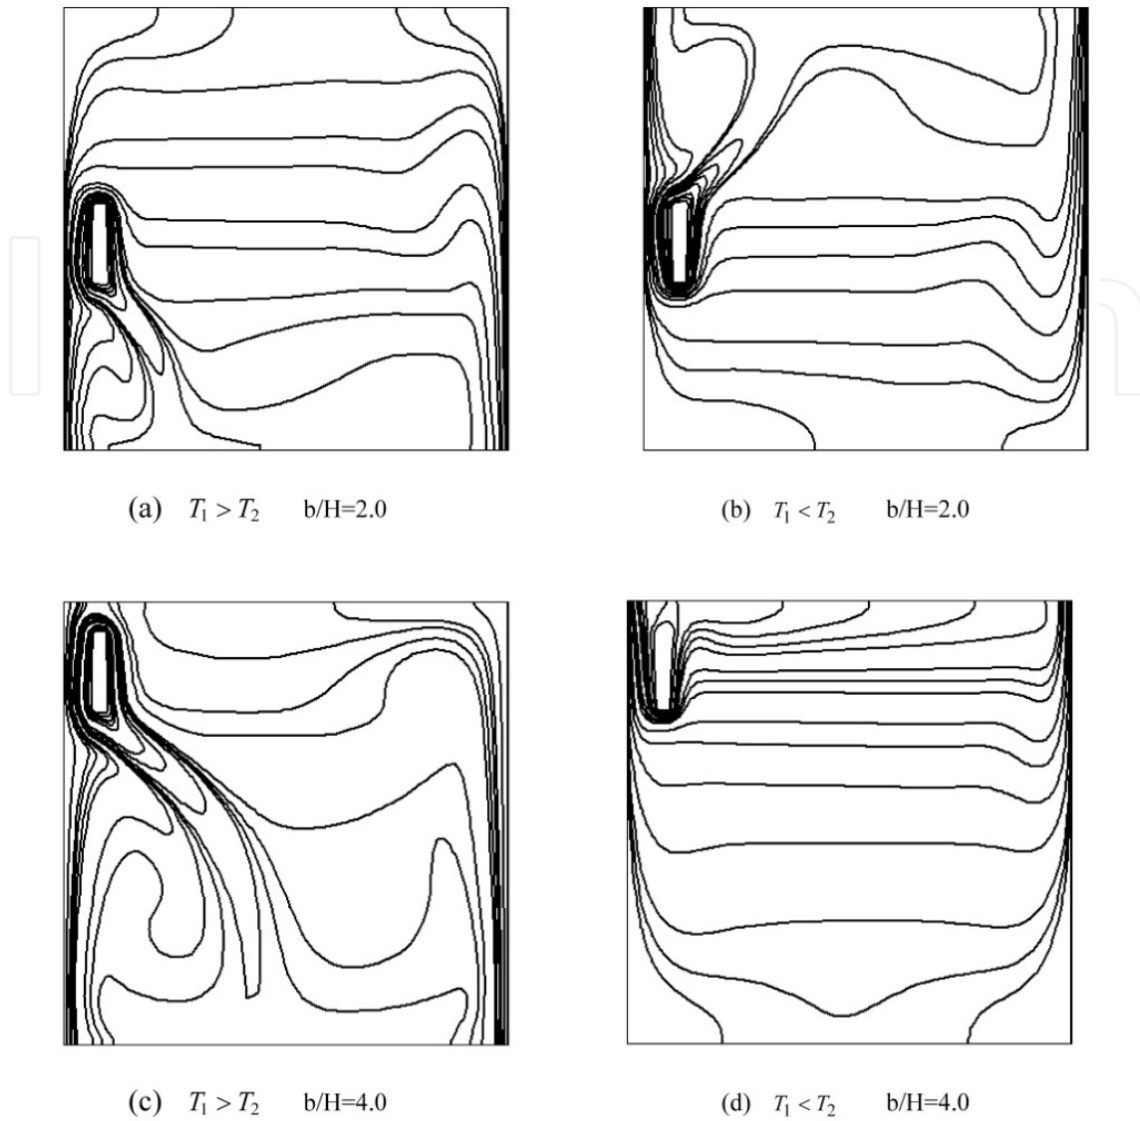 (a) T₁ > T₂ b/H=2.0
(b) T₁ < T₂ b/H=2.0
(c) T₁ > T₂ b/H=4.0
(d) T₁ < T₂ b/H=4.0